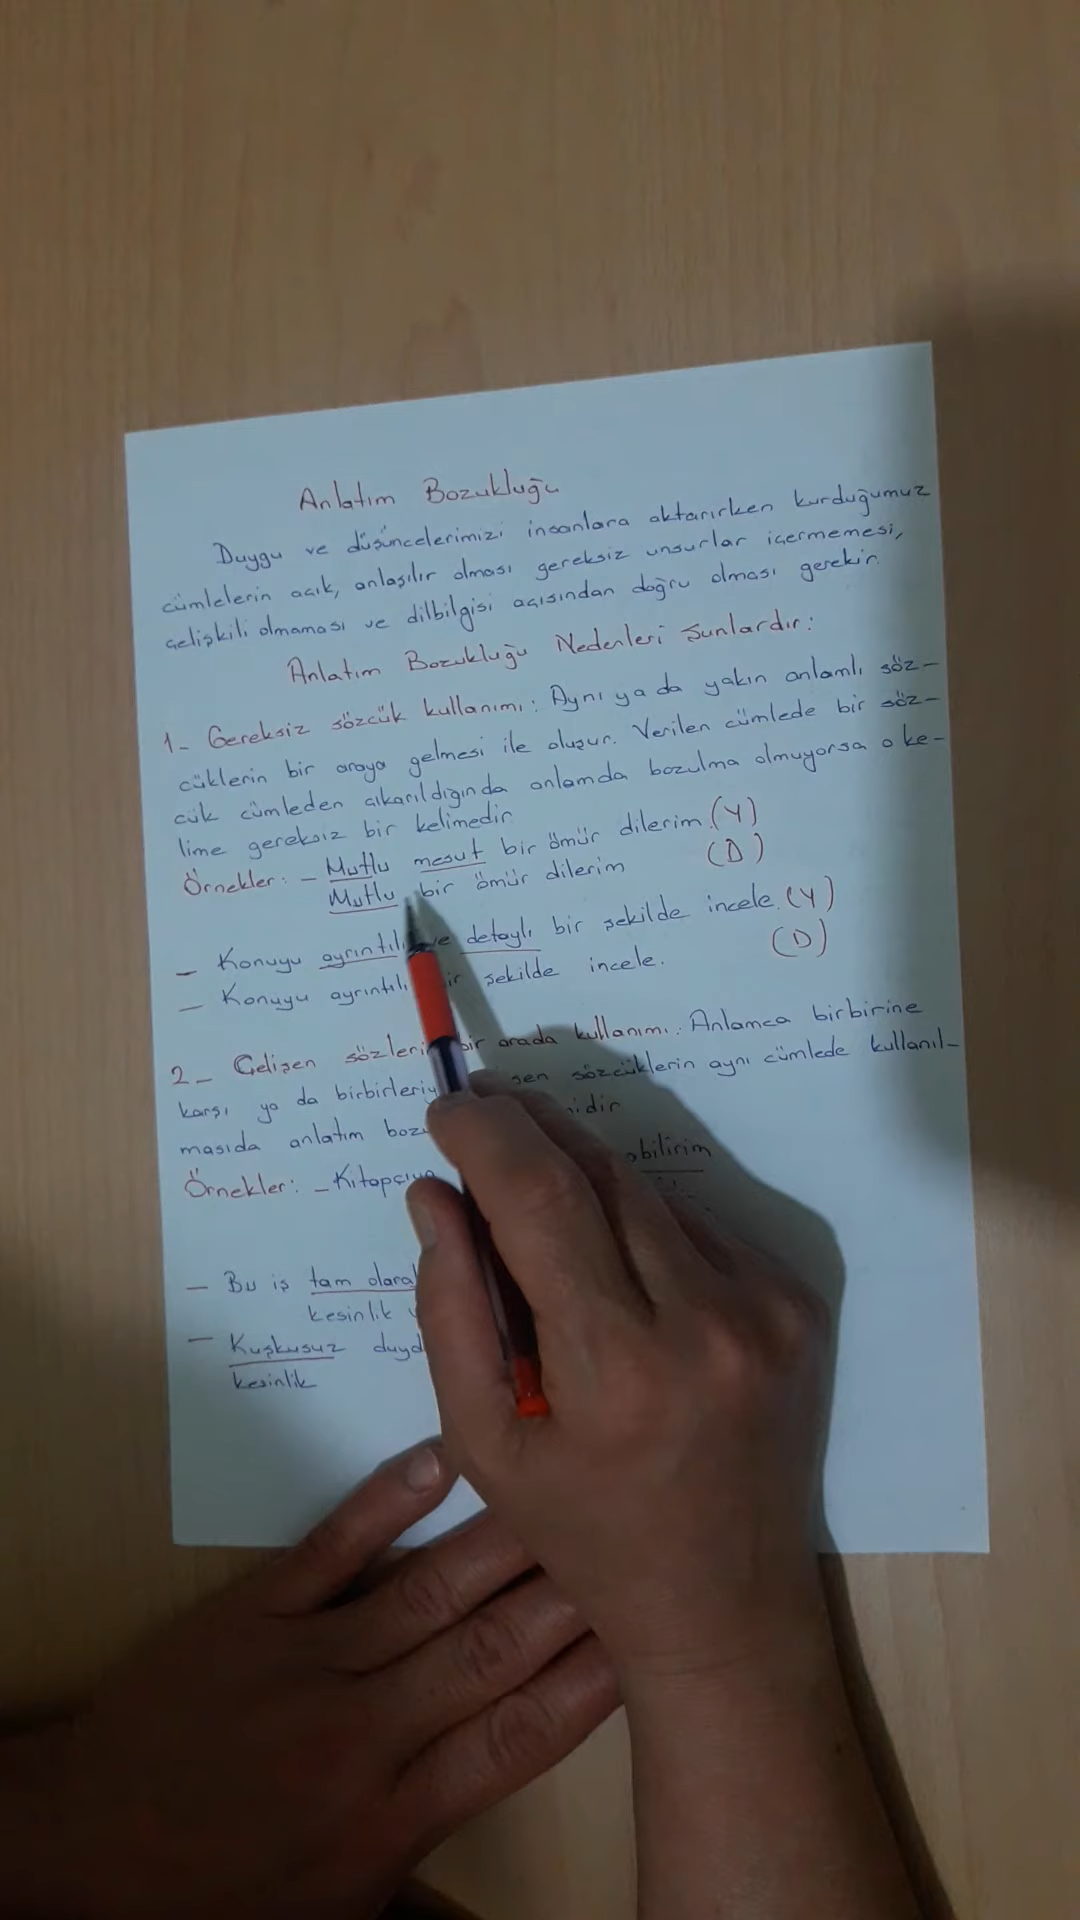 Anlatım Bozukluğu
Duygu ve düşüncelerimizi insanlara aktarırken kurduğumuz
cümlelerin açık, anlaşılır olması gereksiz unsurlar içermemesi,
çelişkili olmaması ve dilbilgisi açısından doğru olması gerekir.
Anlatım Bozukluğu Nedenleri Şunlardır:
1- Gereksiz sözcük kullanımı: Aynı ya da yakın anlamlı söz-
cüklerin bir araya gelmesi ile oluşur. Verilen cümlede bir söz-
cük cümleden çıkarıldığında anlamda bozulma olmuyorsa o ke-
lime gereksiz bir kelimedir
Örnekler: - Mutlu mesut bir ömür dilerim. (Y)
Mutlu bir ömür dilerim (D)
- Konuyu ayrıntılı ve detaylı bir şekilde incele. (Y)
- Konuyu ayrıntılı şekilde incele. (D)
2- Çelişen bir arada kullanımı: Anlamca birbirine
karşı ya da sözcüklerin aynı cümlede kullanıl-
masıda anlatım
Örnekler:
- Bu iş tam
kesinlik
- Kuşkusuz
kesinlik